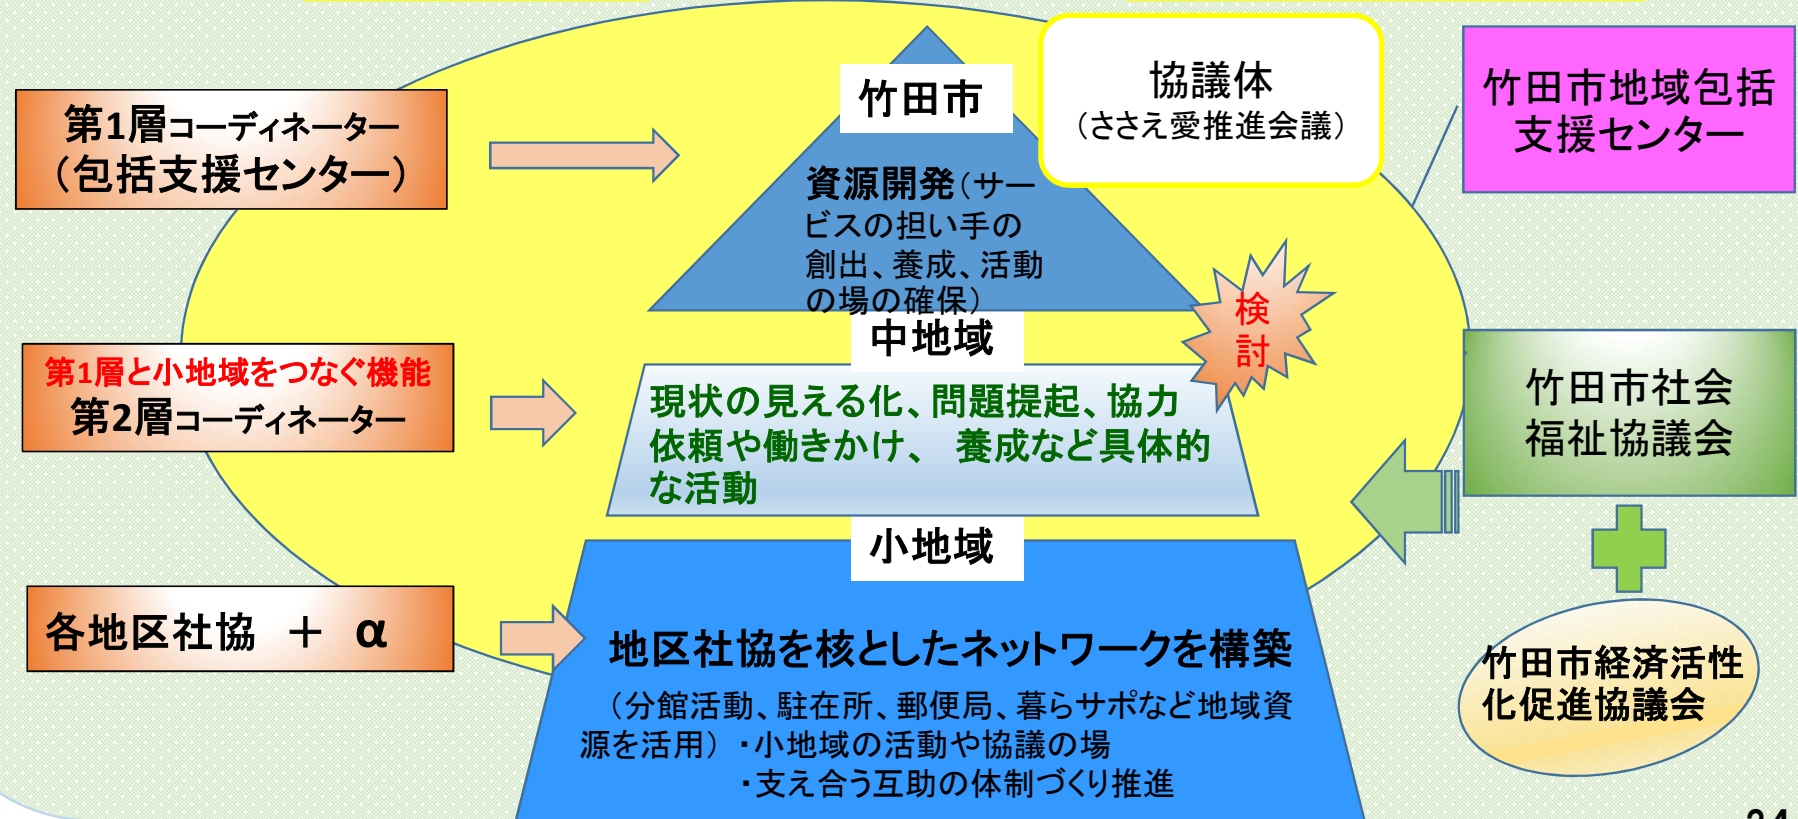 第1層コーディネーター
（包括支援センター）
竹田市
資源開発（サー
ビスの担い手の
創出、養成、活動
の場の確保）
協議体
（ささえ愛推進会議）
竹田市地域包括
支援センター
検
討
第1層と小地域をつなぐ機能
第2層コーディネーター
中地域
現状の見える化、問題提起、協力
依頼や働きかけ、 養成など具体的
な活動
竹田市社会
福祉協議会
各地区社協 ＋ α
小地域
地区社協を核としたネットワークを構築
（分館活動、駐在所、郵便局、暮らサポなど地域資
源を活用）・小地域の活動や協議の場
・支え合う互助の体制づくり推進
竹田市経済活性
化促進協議会